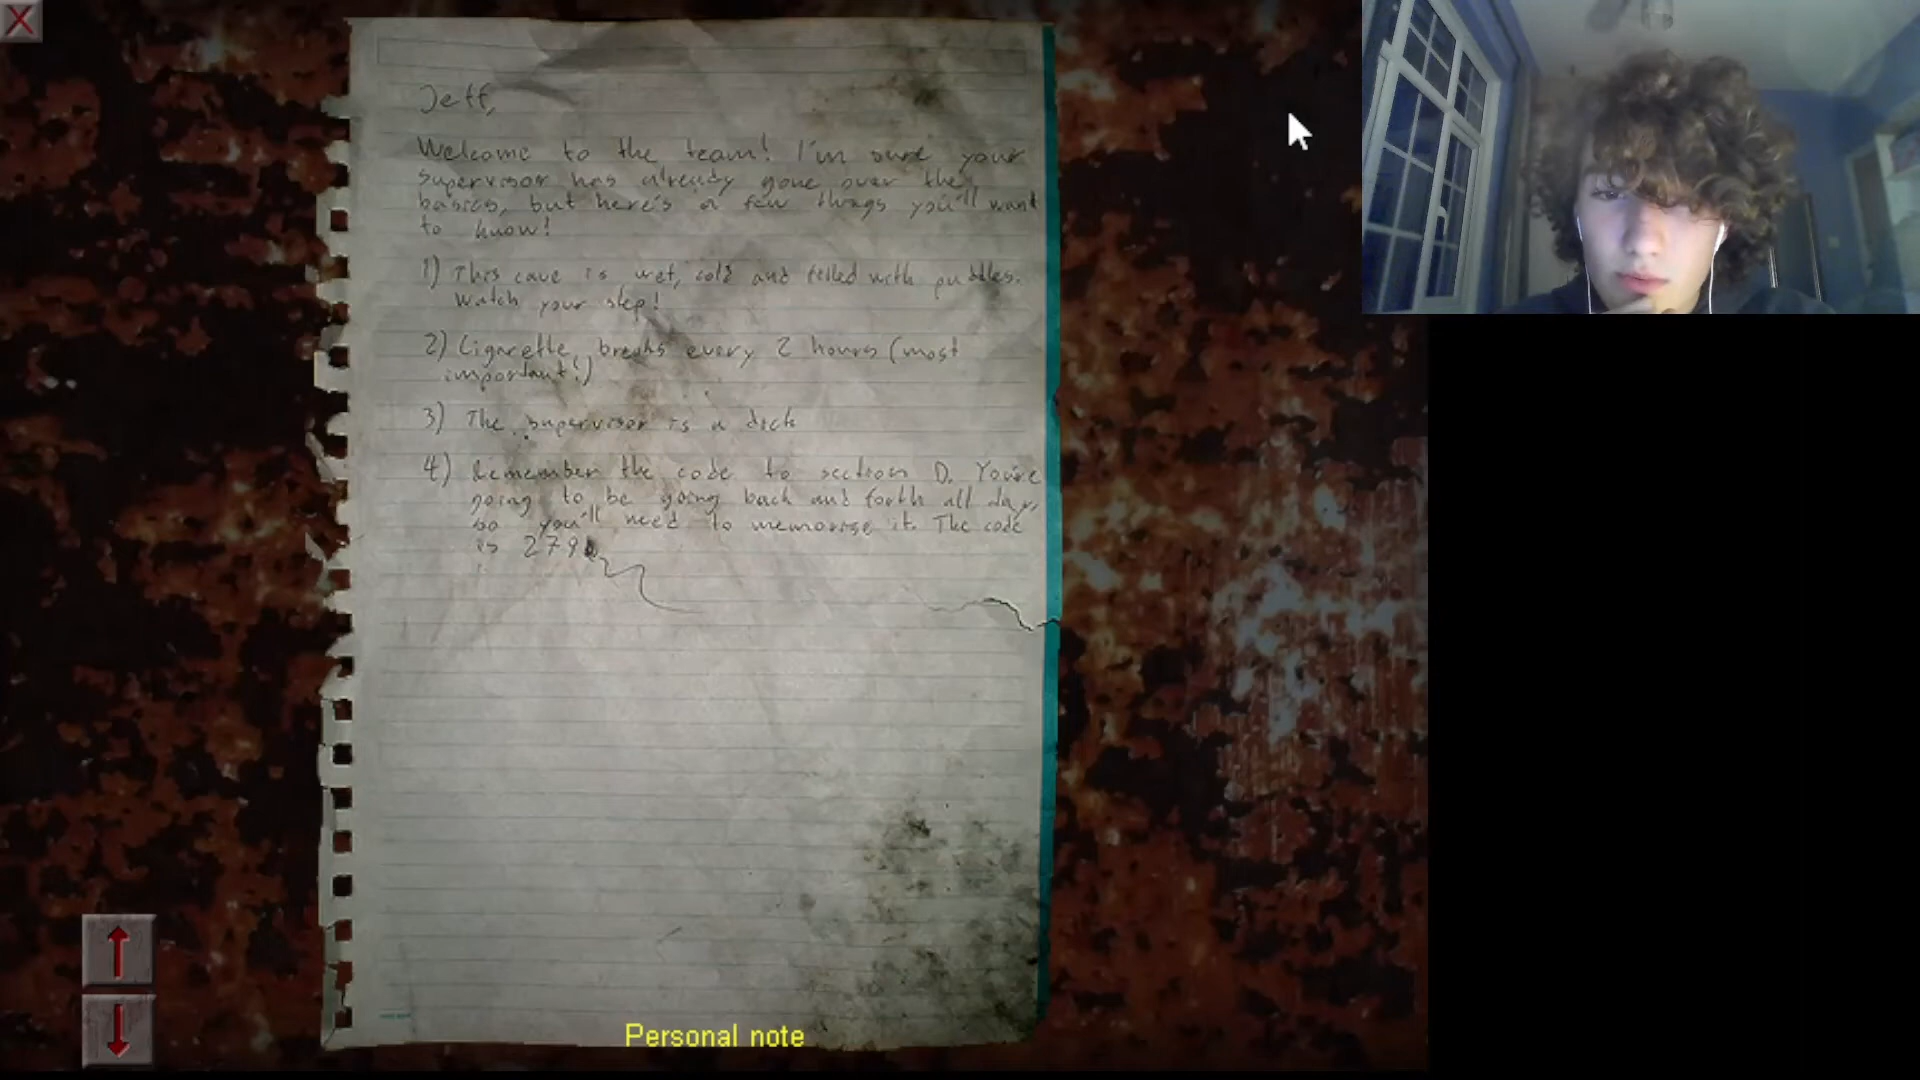 Jeff,
Welcome to the team! I'm sure your
supervisor has already gone over the
basics, but here's a few things you'll want
to know!
1) This cave is wet, cold and filled with puddles.
Watch your step!
2) Cigarette breaks every 2 hours (most
important!)
3) The supervisor is a dick
4) Remember the code to section D. You're
going to be going back and forth all day,
so you'll need to memorise it. The code
is 279
Personal note